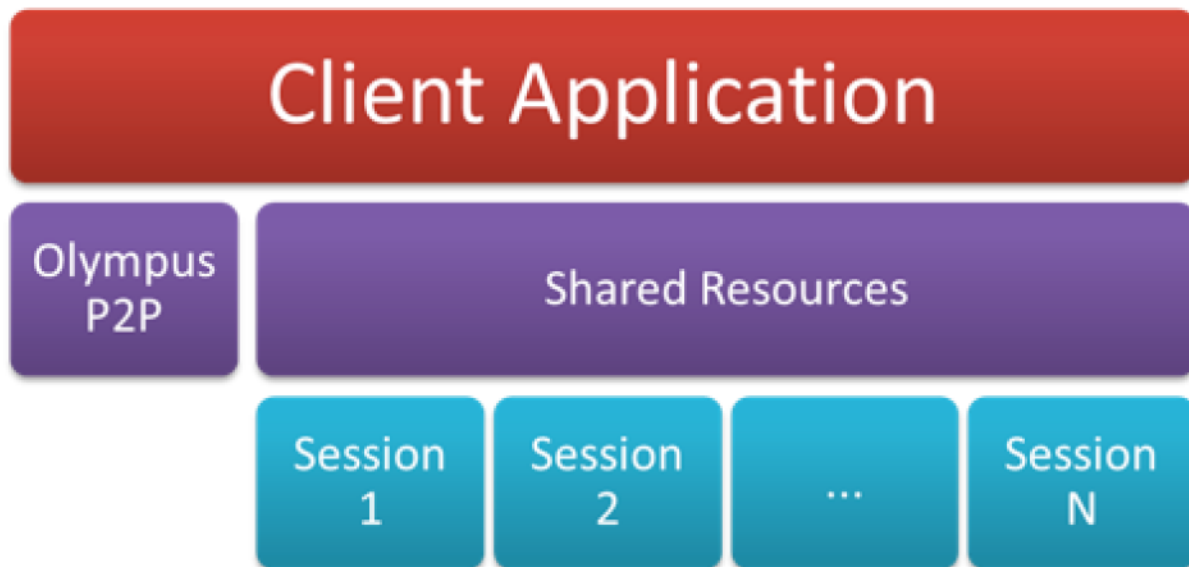 Client Application
Olympus
P2P
Shared Resources
Session
1
Session
2
...
Session
N